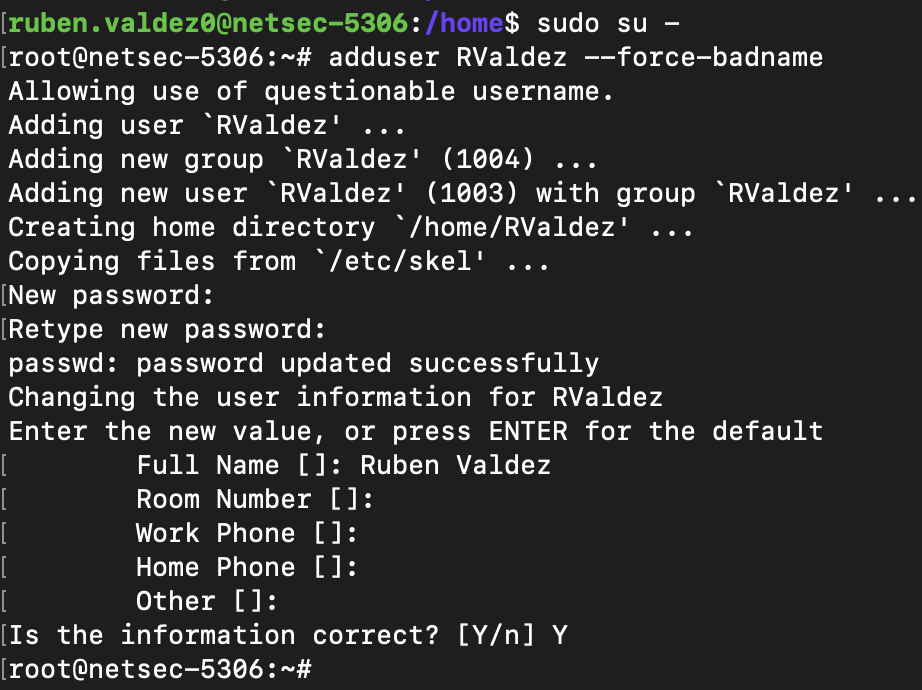 [ruben.valdez0@netsec-5306:/home$ sudo su -
[root@netsec-5306:~# adduser RValdez --force-badname
Allowing use of questionable username.
Adding user `RValdez' ...
Adding new group `RValdez' (1004) ...
Adding new user `RValdez' (1003) with group `RValdez' ...
Creating home directory `/home/RValdez' ...
Copying files from `/etc/skel' ...
[New password:
[Retype new password:
passwd: password updated successfully
Changing the user information for RValdez
Enter the new value, or press ENTER for the default
[        Full Name []: Ruben Valdez
[        Room Number []:
[        Work Phone []:
[        Home Phone []:
[        Other []:
[Is the information correct? [Y/n] Y
[root@netsec-5306:~#